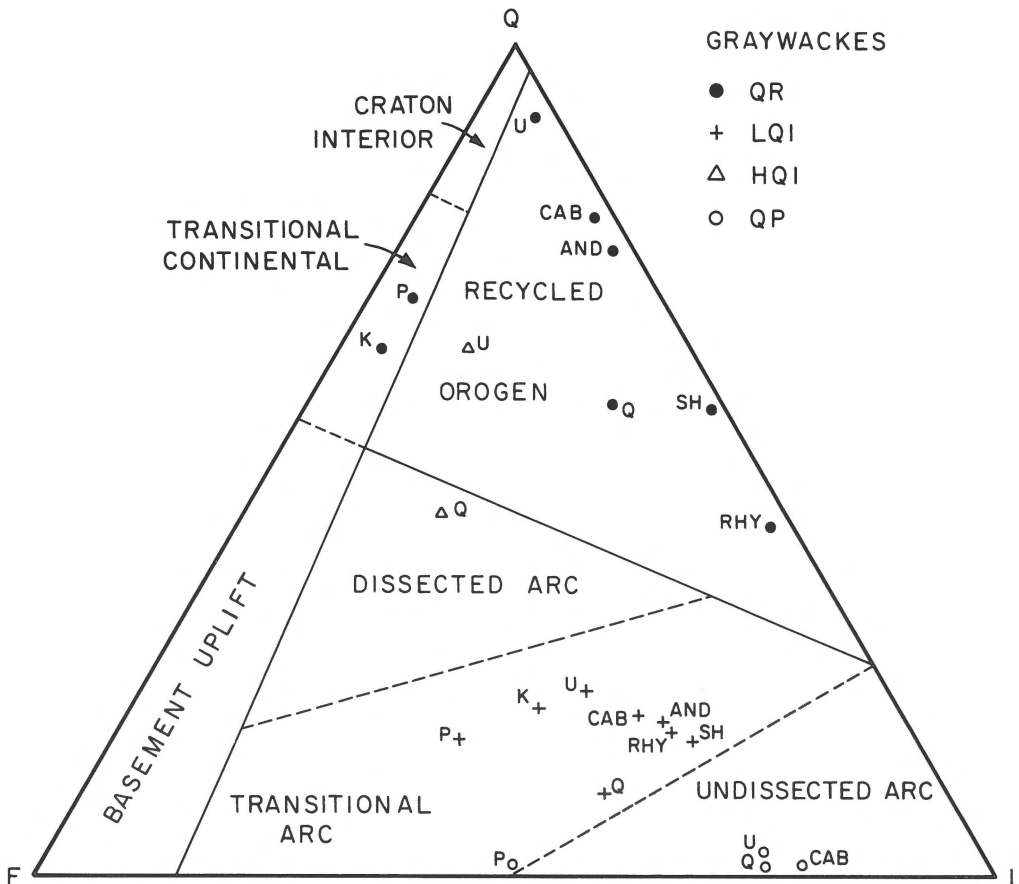 Q
GRAYWACKES
QR
LQI
HQI
QP
CRATON
INTERIOR
U
CAB
AND
TRANSITIONAL
CONTINENTAL
RECYCLED
P
K
U
OROGEN
Q
SH
RHY
Q
DISSECTED ARC
BASEMENT UPLIFT
K
U
CAB
AND
RHY
SH
P
Q
TRANSITIONAL
ARC
UNDISSECTED ARC
P
U
Q
CAB
F
L